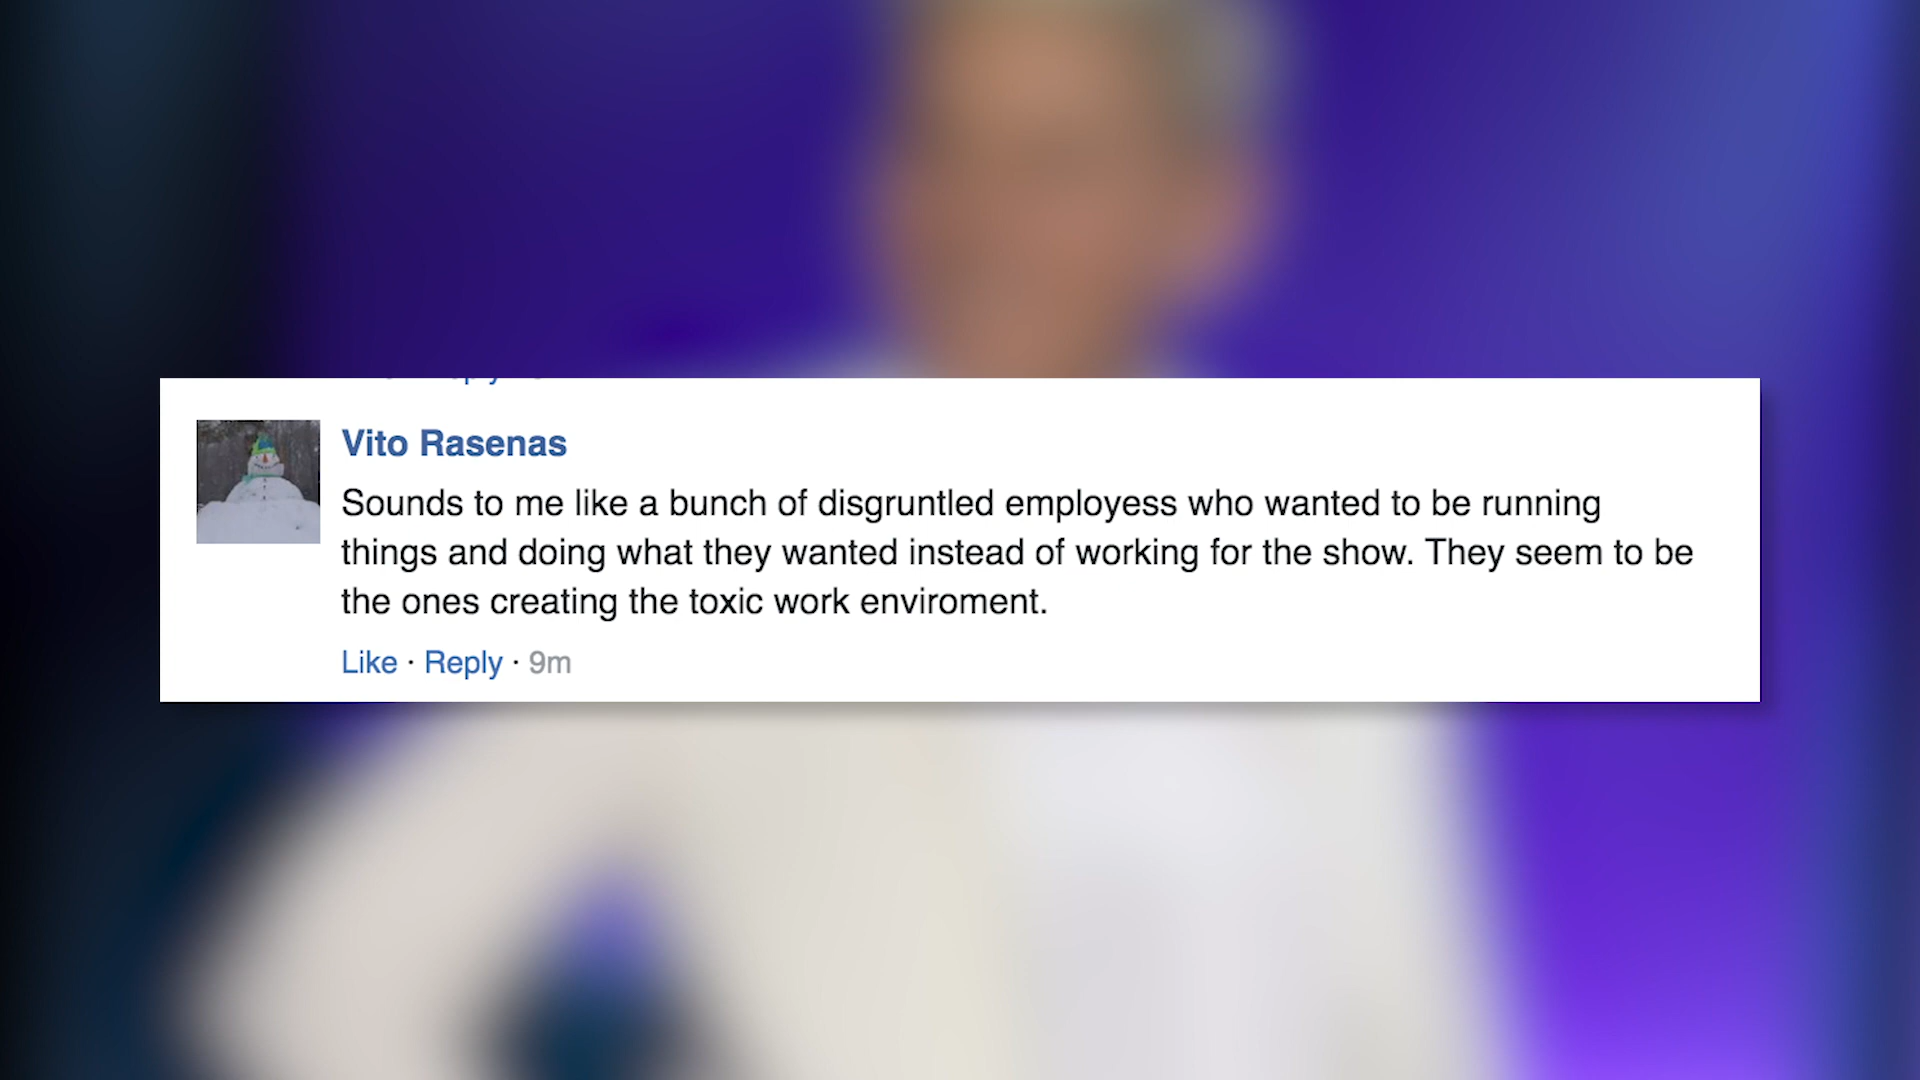 Vito Rasenas
Sounds to me like a bunch of disgruntled employess who wanted to be running
things and doing what they wanted instead of working for the show. They seem to be
the ones creating the toxic work enviroment.
Like · Reply · 9m